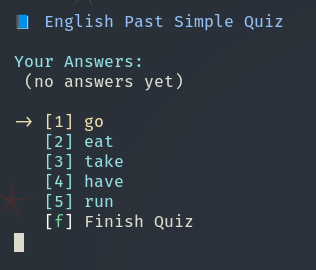 📘 English Past Simple Quiz
Your Answers:
(no answers yet)
→ [1] go
[2] eat
[3] take
[4] have
[5] run
[f] Finish Quiz